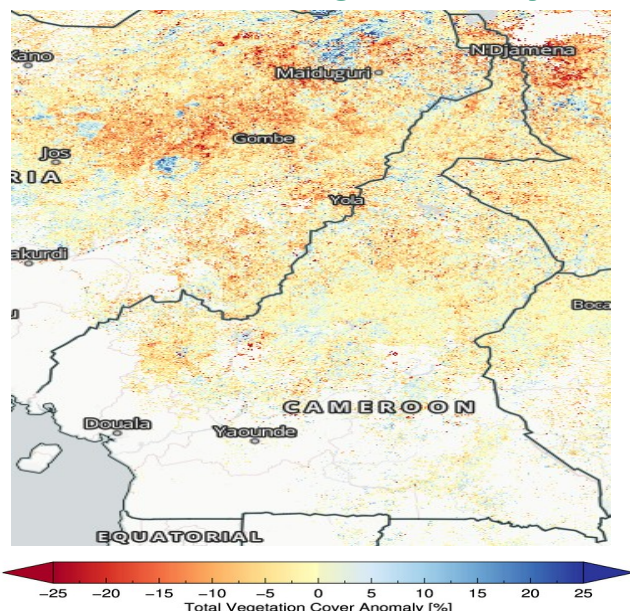 Kano
N'Djamena
Maiduguri
Gombe
Jos
RIA
Yola
akurdi
Boca
CAMEROON
Douala
Yaounde
EQUATORIAL
-25 -20 -15 -10 -5 0 5 10 15 20 25
Total Vegetation Cover Anomaly [%]